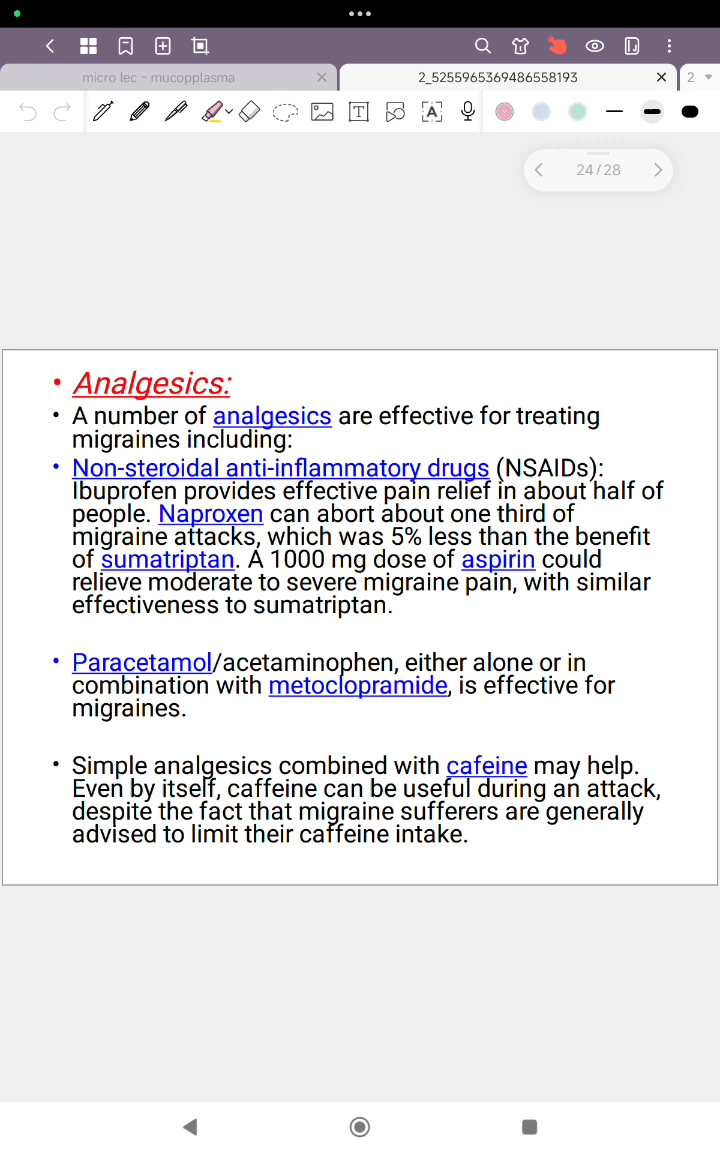 micro lec - mucopplasma
2_5255965369486558193
2
24/28
• Analgesics:
• A number of analgesics are effective for treating
migraines including:
• Non-steroidal anti-inflammatory drugs (NSAIDs):
Ibuprofen provides effective pain relief in about half of
people. Naproxen can abort about one third of
migraine attacks, which was 5% less than the benefit
of sumatriptan. A 1000 mg dose of aspirin could
relieve moderate to severe migraine pain, with similar
effectiveness to sumatriptan.
• Paracetamol/acetaminophen, either alone or in
combination with metoclopramide, is effective for
migraines.
• Simple analgesics combined with cafeine may help.
Even by itself, caffeine can be useful during an attack,
despite the fact that migraine sufferers are generally
advised to limit their caffeine intake.